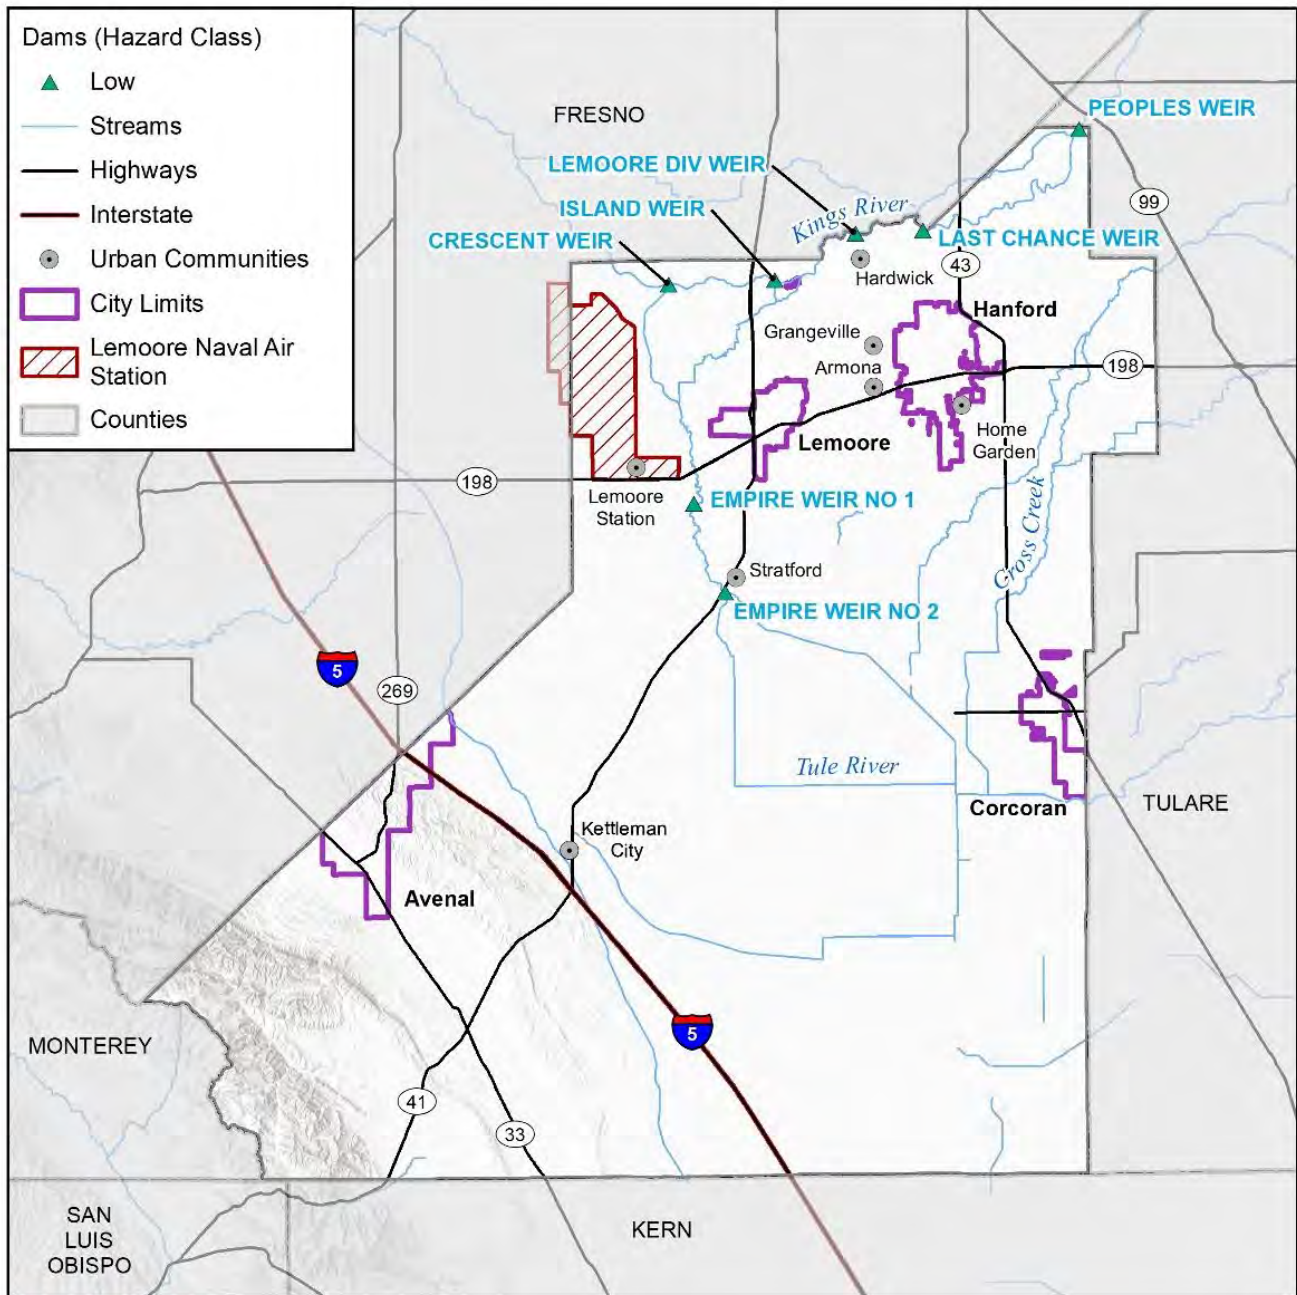 Dams (Hazard Class)
Low
Streams
Highways
Interstate
Urban Communities
City Limits
Lemoore Naval Air
Station
Counties
FRESNO
PEOPLES WEIR
LEMOORE DIV WEIR
99
ISLAND WEIR
Kings River
CRESCENT WEIR
LAST CHANCE WEIR
43
Hardwick
Hanford
Grangeville
Armona
198
Home
Garden
Lemoore
198
Lemoore
Station
EMPIRE WEIR NO 1
Cross Creek
Stratford
EMPIRE WEIR NO 2
5
269
Tule River
Corcoran
TULARE
Kettleman
City
Avenal
5
MONTEREY
41
33
SAN
LUIS
OBISPO
KERN